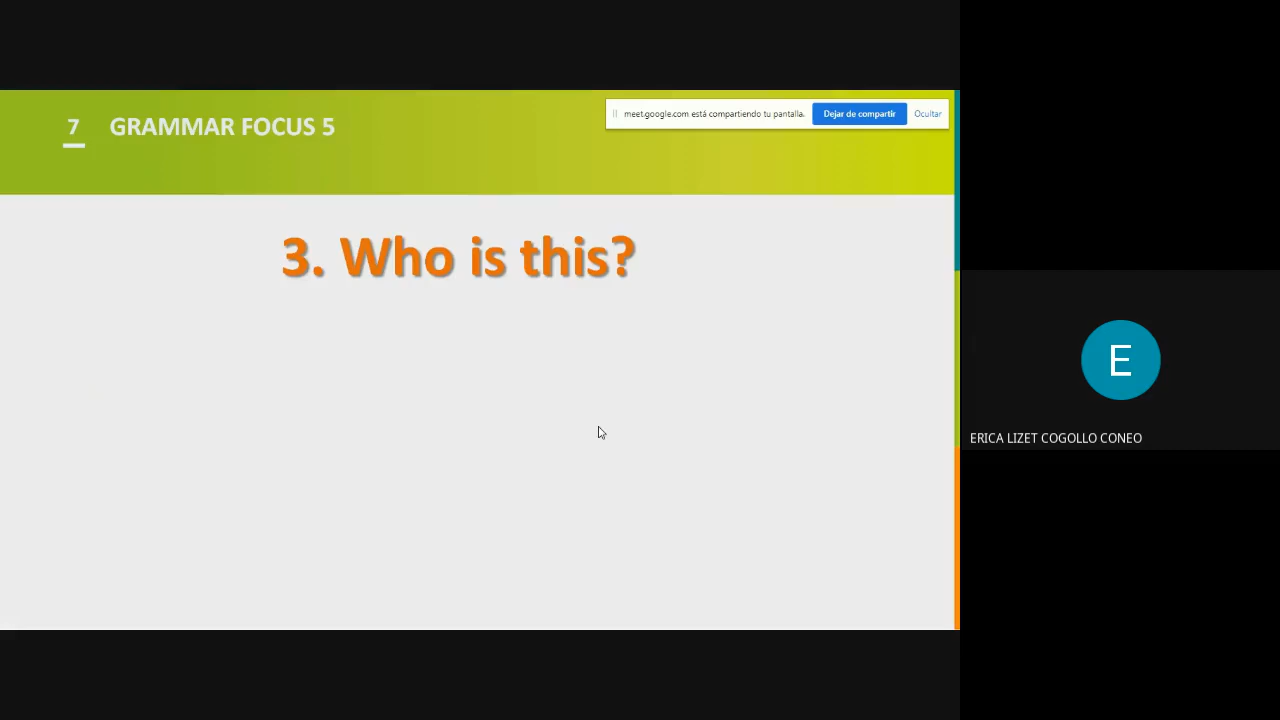 7 GRAMMAR FOCUS 5
meet.google.com está compartiendo tu pantalla. Dejar de compartir Ocultar
3. Who is this?
E
ERICA LIZET COGOLLO CONEO